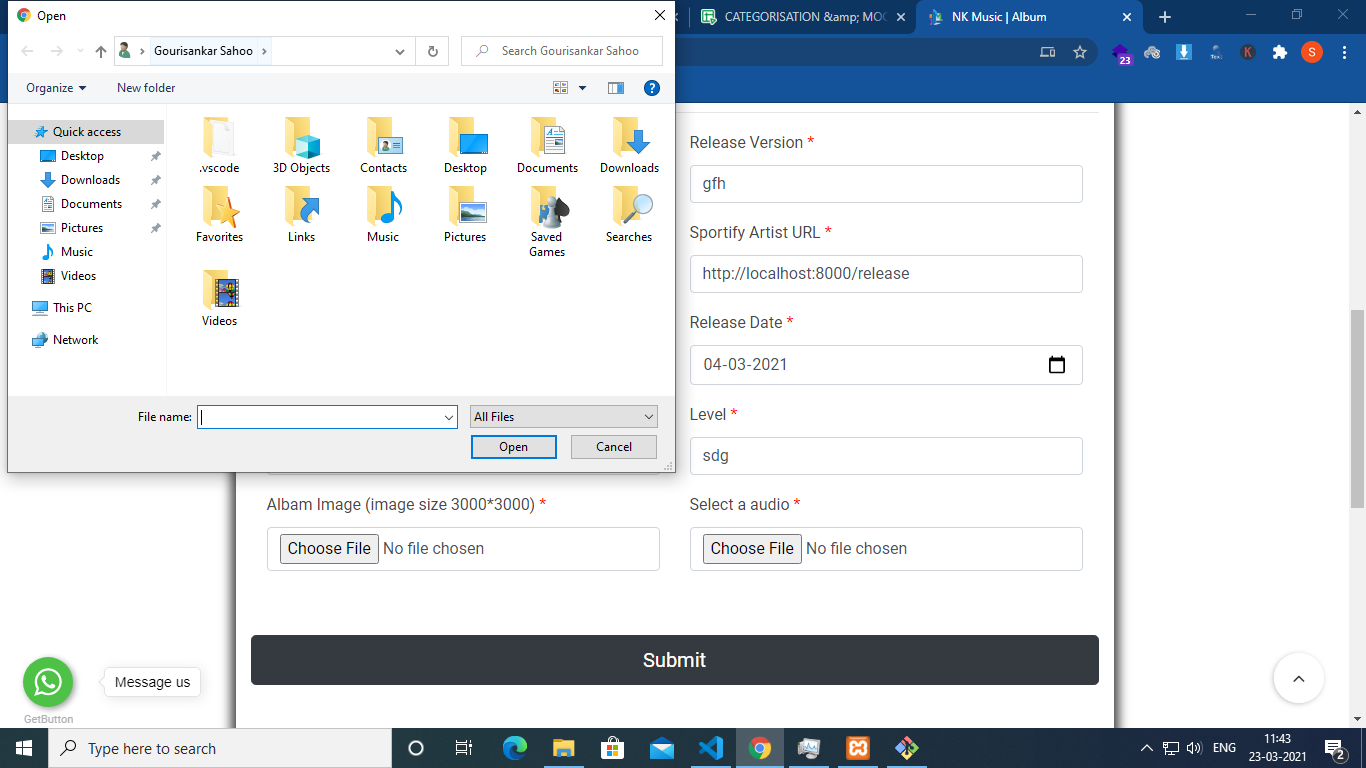 Open
CATEGORISATION &amp; MOC
NK Music | Album
Gourisankar Sahoo
Search Gourisankar Sahoo
23
K
S
Organize
New folder
Quick access
Desktop
Downloads
Documents
Pictures
Music
Videos
This PC
Network
.vscode
3D Objects
Contacts
Desktop
Documents
Downloads
Favorites
Links
Music
Pictures
Saved
Games
Searches
Videos
File name:
All Files
Open
Cancel
Release Version *
gfh
Sportify Artist URL *
http://localhost:8000/release
Release Date *
04-03-2021
Level *
sdg
Albam Image (image size 3000*3000) *
Choose File No file chosen
Select a audio *
Choose File No file chosen
Submit
Message us
GetButton
Type here to search
ENG
11:43
23-03-2021
2